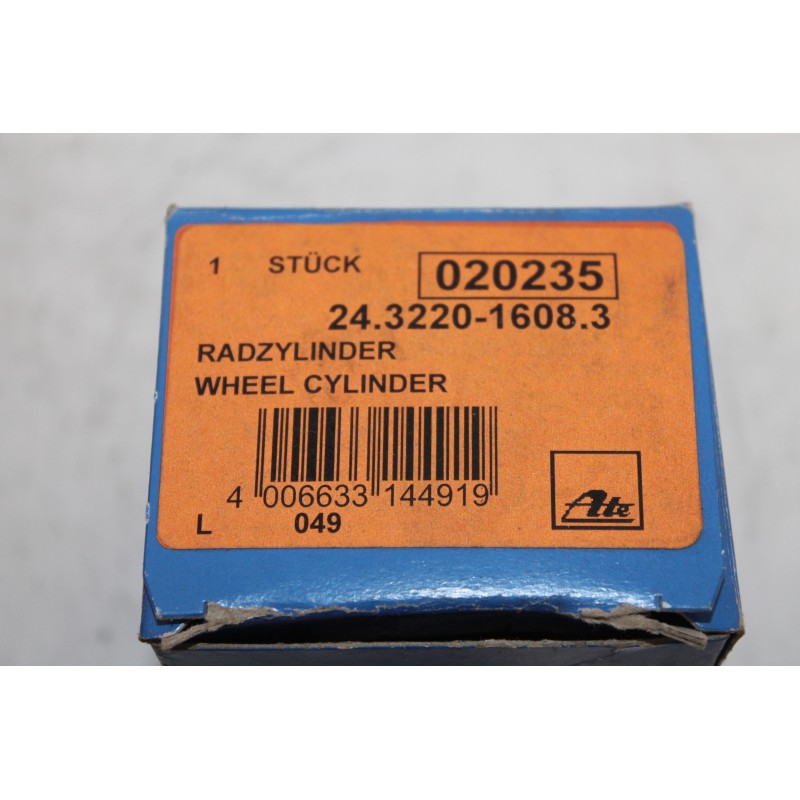 1 STÜCK 020235
24.3220-1608.3
RADZYLINDER
WHEEL CYLINDER
4 006633 144919
L 049
Ate